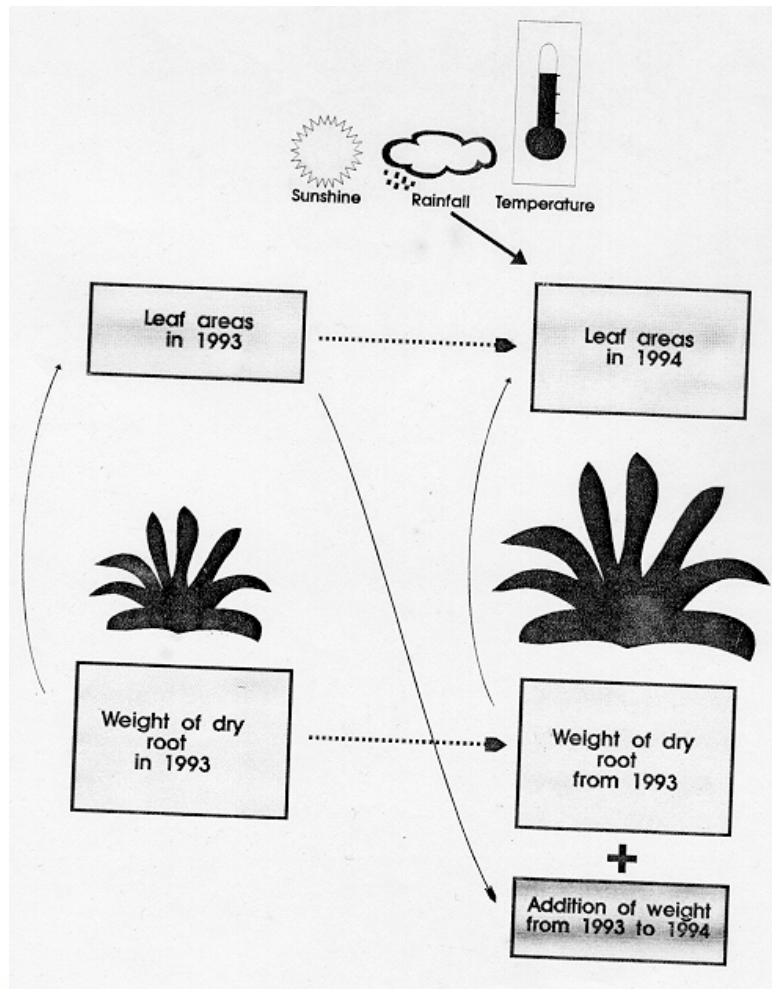 Sunshine
Rainfall
Temperature
Leaf areas
in 1993
Leaf areas
in 1994
Weight of dry
root
in 1993
Weight of dry
root
from 1993
Addition of weight
from 1993 to 1994